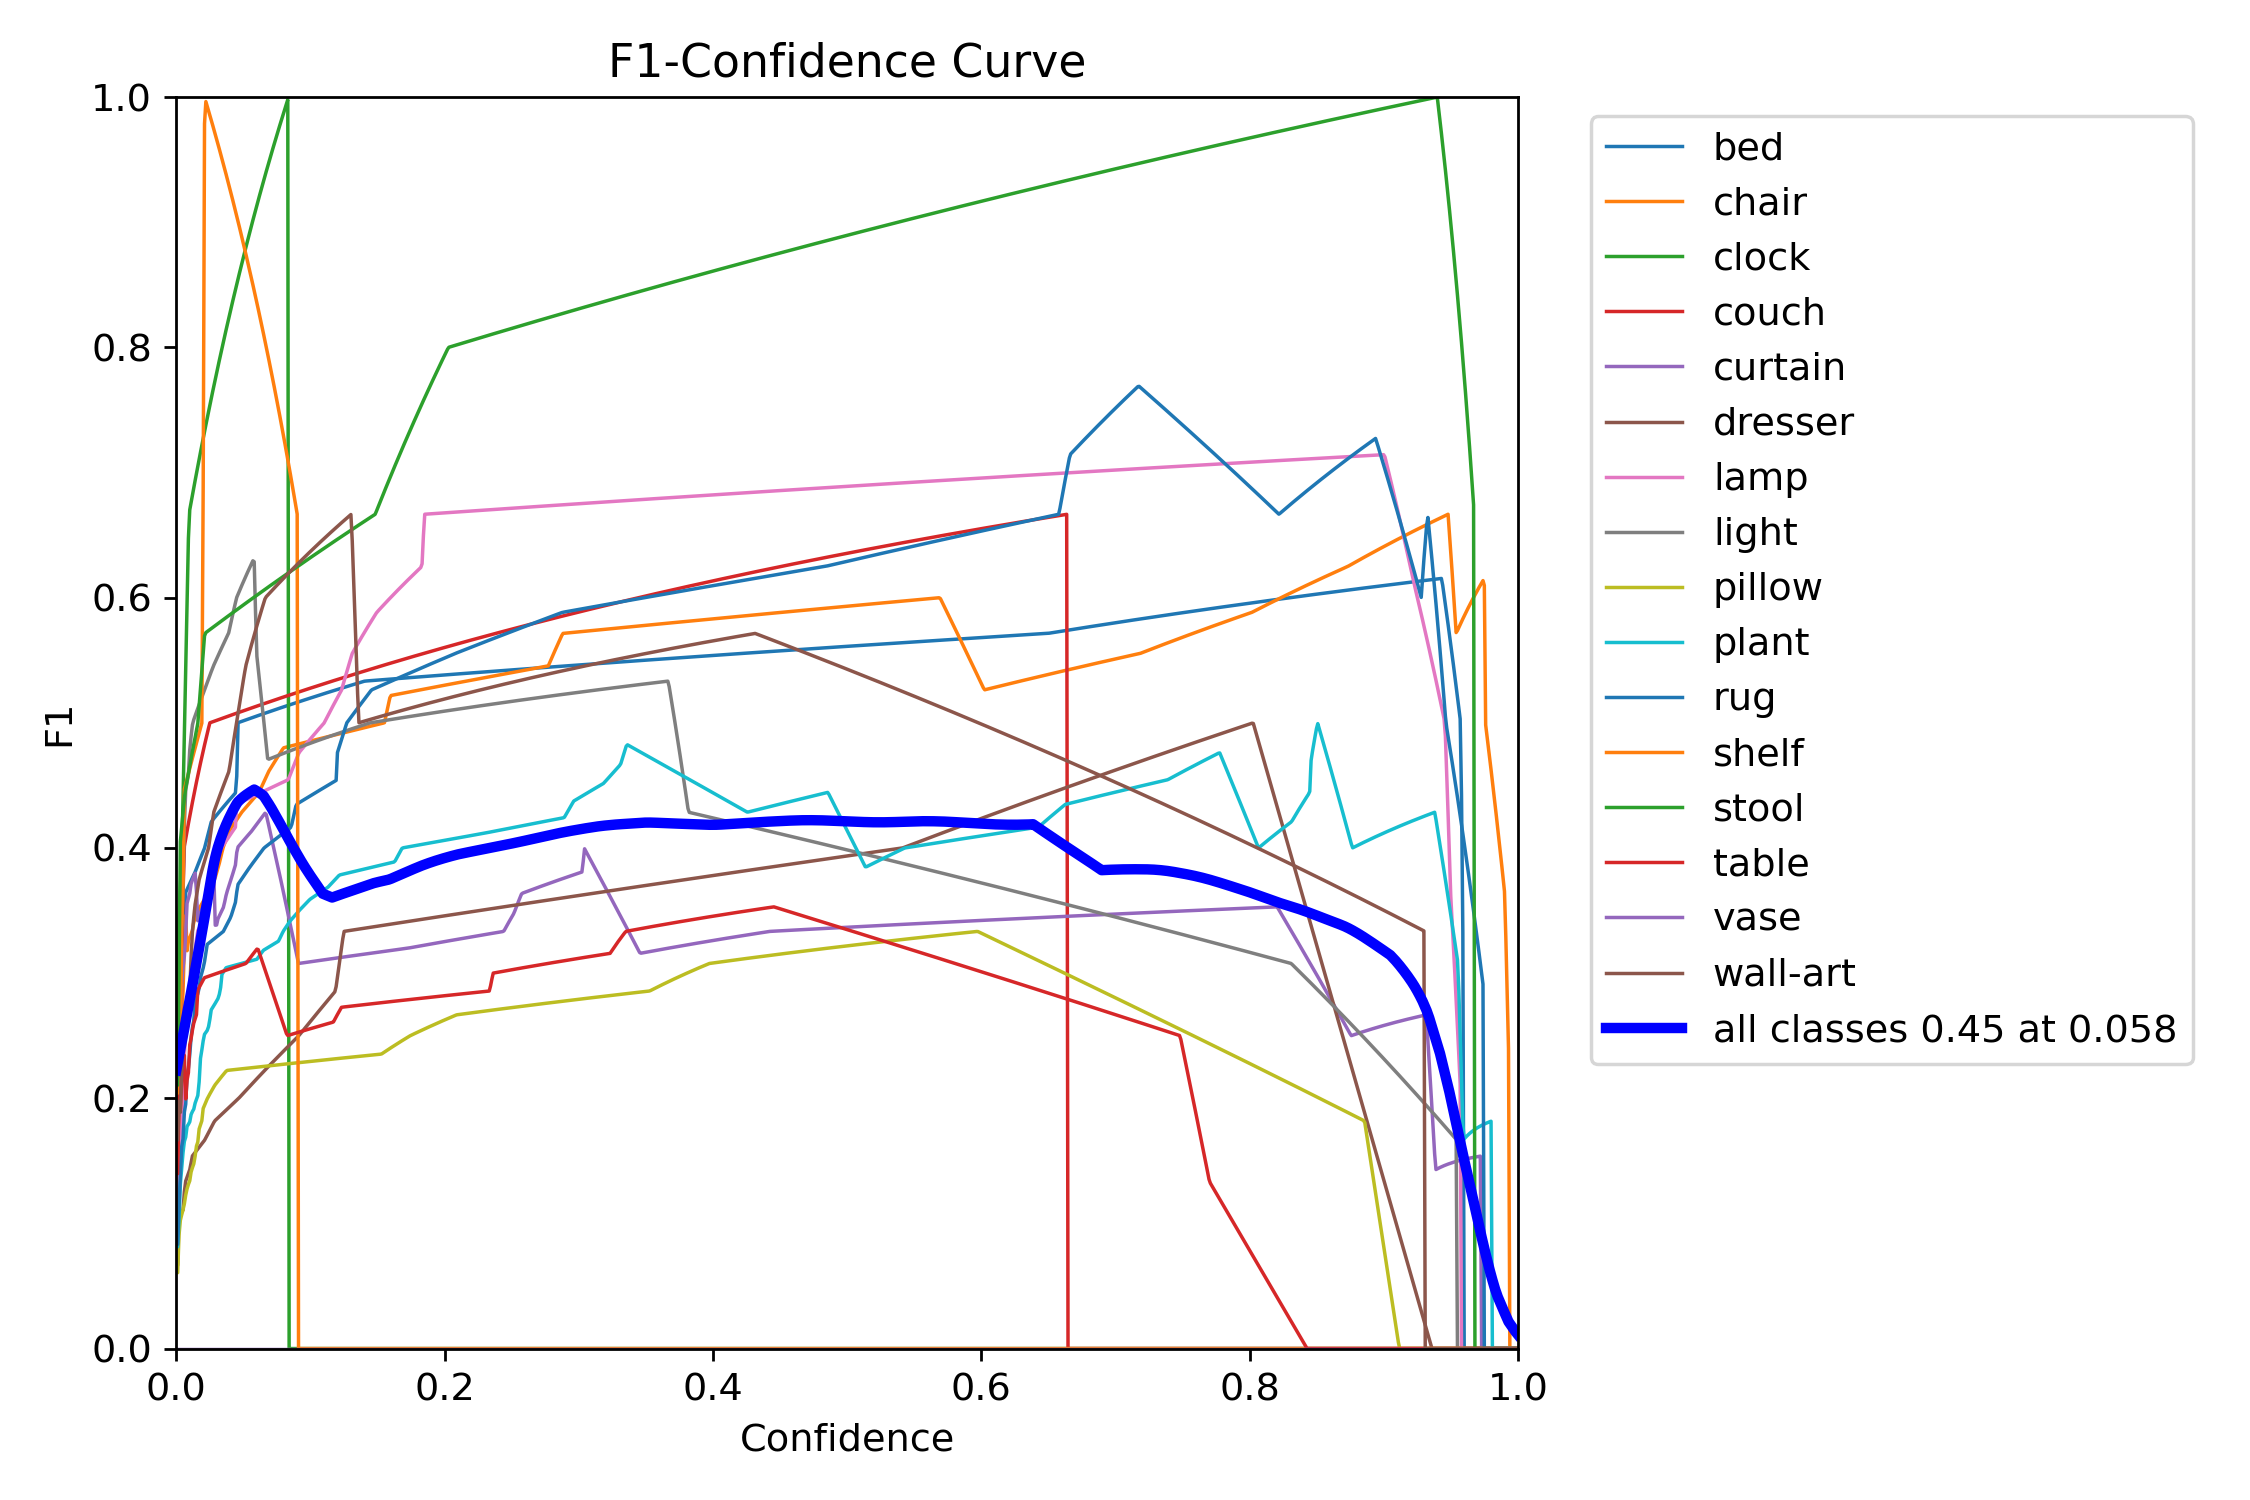 F1-Confidence Curve
1.0
0.8
0.6
0.4
0.2
0.0
F1
0.0 0.2 0.4 0.6 0.8 1.0
Confidence
bed
chair
clock
couch
curtain
dresser
lamp
light
pillow
plant
rug
shelf
stool
table
vase
wall-art
all classes 0.45 at 0.058